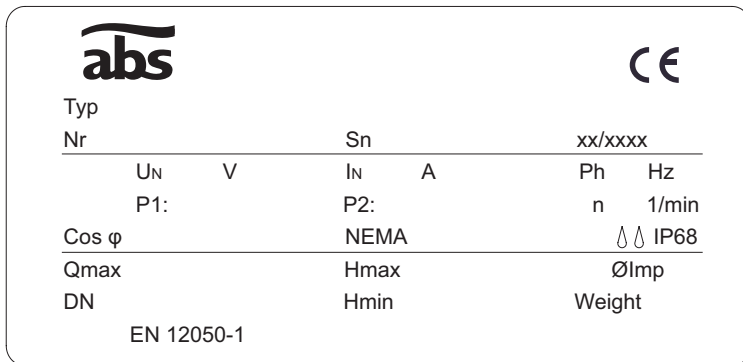 abs
CE
Typ
Nr Sn xx/xxxx
UN V IN A Ph Hz
P1: P2: n 1/min
Cos φ NEMA IP68
Qmax Hmax ØImp
DN Hmin Weight
EN 12050-1